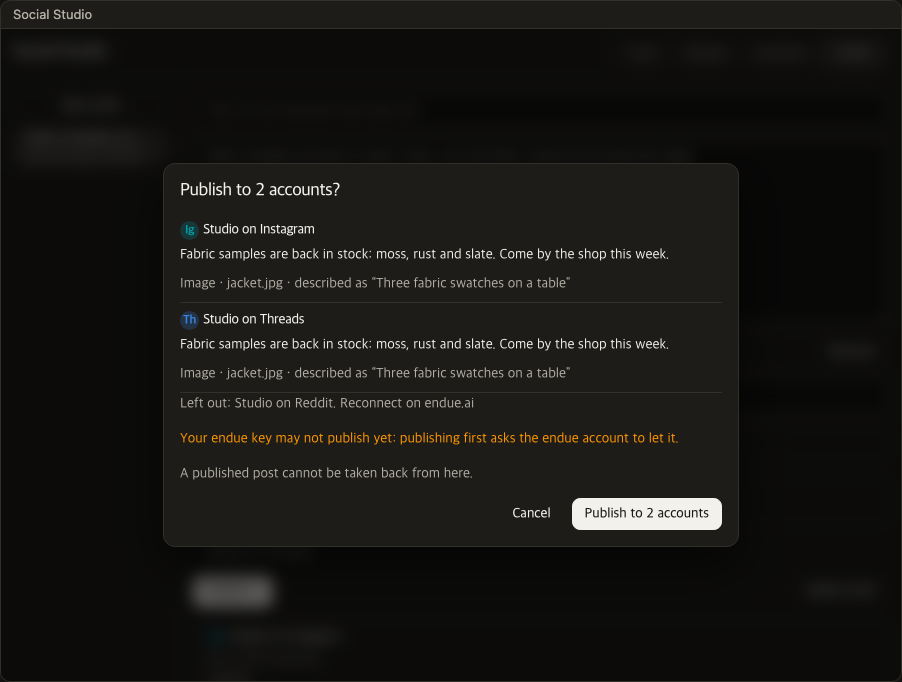 Social Studio
Publish to 2 accounts?
Ig Studio on Instagram
Fabric samples are back in stock: moss, rust and slate. Come by the shop this week.
Image · jacket.jpg · described as "Three fabric swatches on a table"
Th Studio on Threads
Fabric samples are back in stock: moss, rust and slate. Come by the shop this week.
Image · jacket.jpg · described as "Three fabric swatches on a table"
Left out: Studio on Reddit. Reconnect on endue.ai
Your endue key may not publish yet: publishing first asks the endue account to let it.
A published post cannot be taken back from here.
Cancel
Publish to 2 accounts